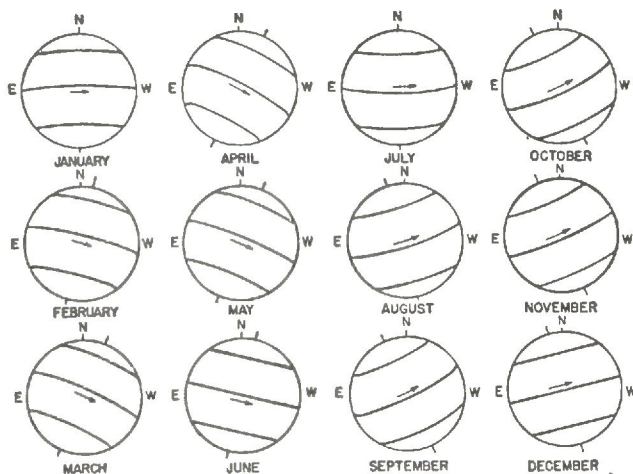 N N N N
E W E W
JANUARY APRIL JULY OCTOBER
N N N N
E W E W
FEBRUARY MAY AUGUST NOVEMBER
N N N N
E W E W
MARCH JUNE SEPTEMBER DECEMBER